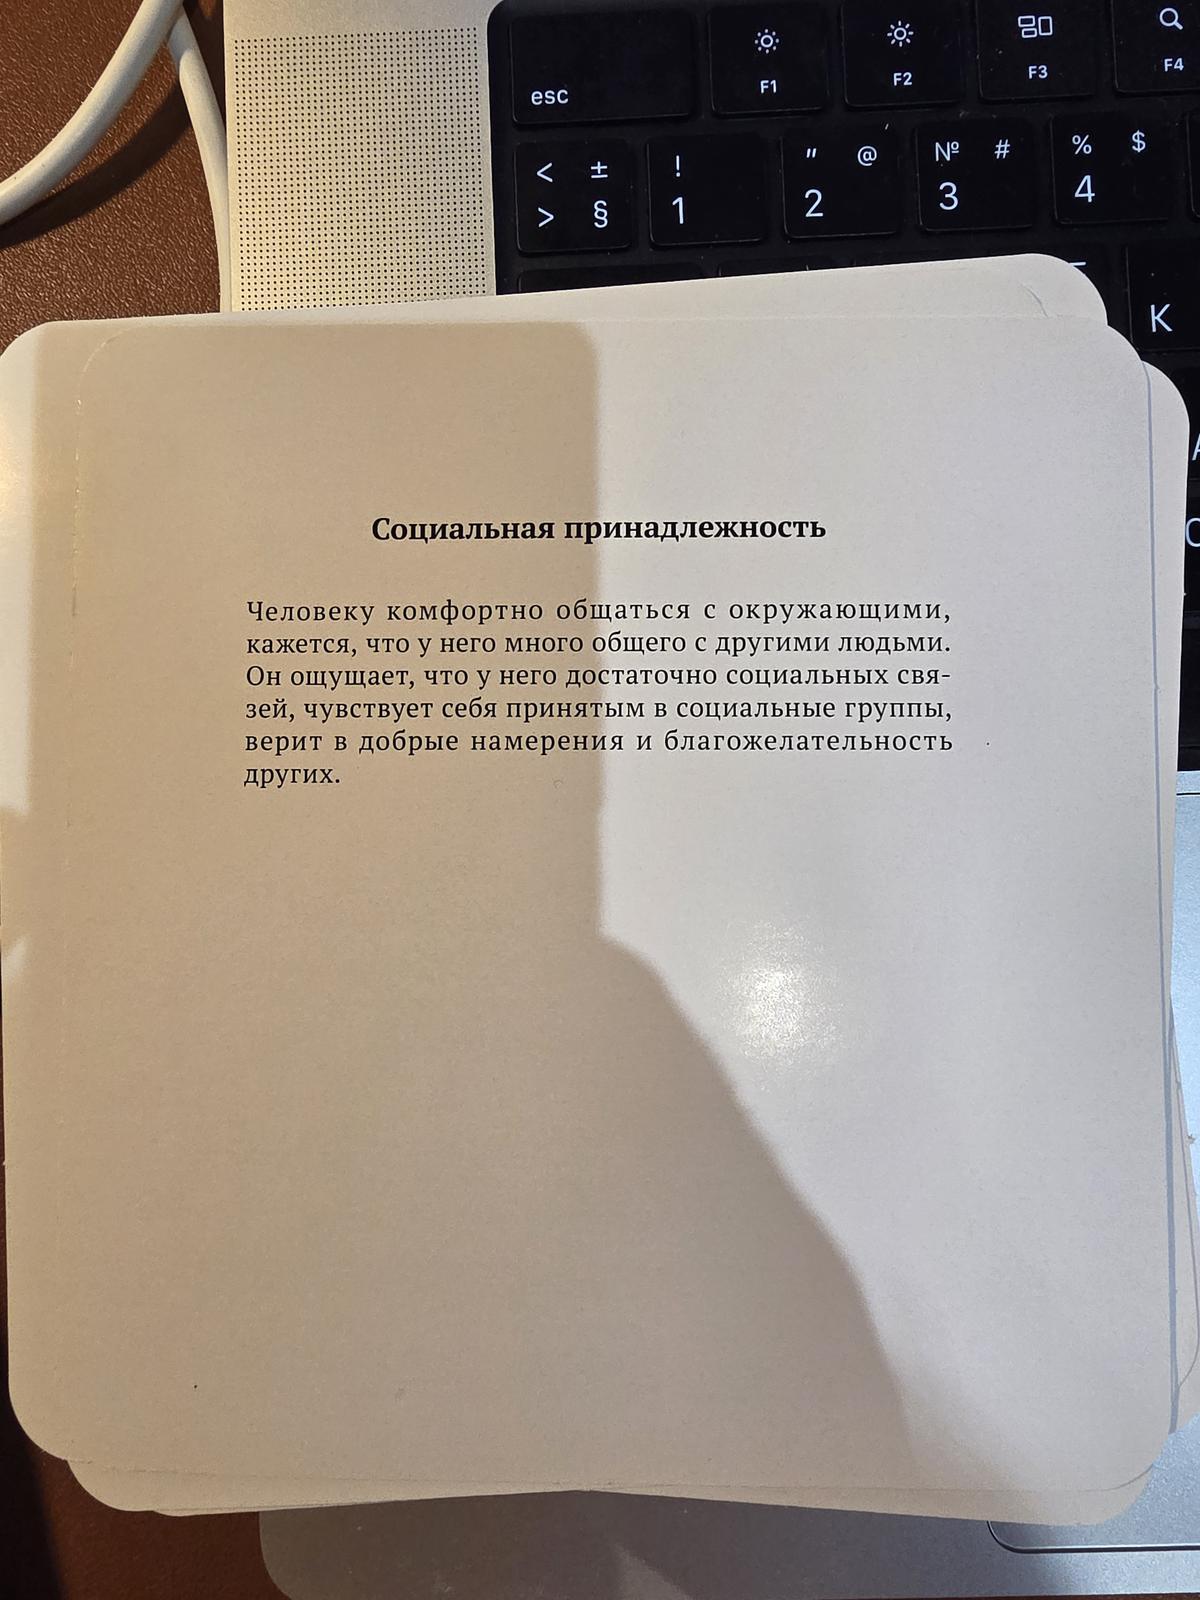 esc
F1
F2
F3
F4
< ± ! " @ № # % $
> § 1 2 3 4
K
Социальная принадлежность
Человеку комфортно общаться с окружающими,
кажется, что у него много общего с другими людьми.
Он ощущает, что у него достаточно социальных свя-
зей, чувствует себя принятым в социальные группы,
верит в добрые намерения и благожелательность
других.